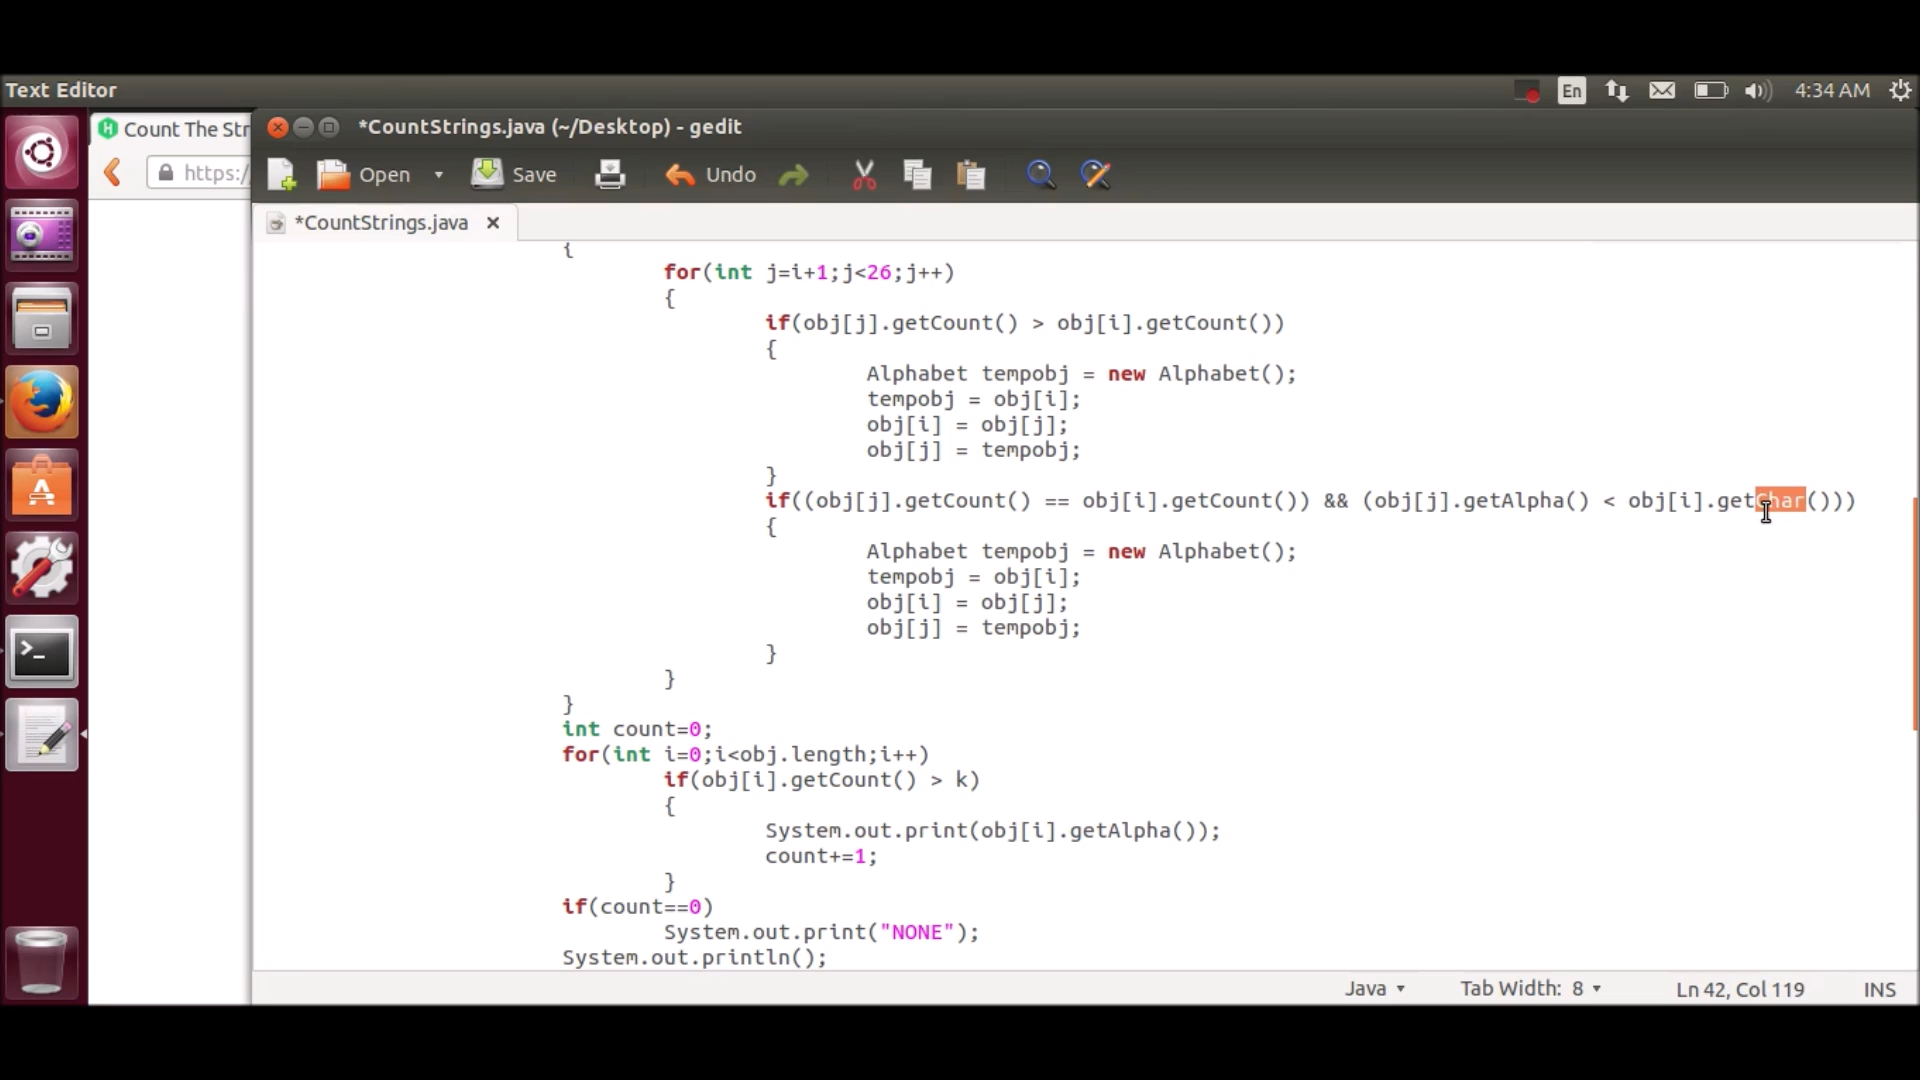 Text Editor
En
4:34 AM
Count The Str
*CountStrings.java (~/Desktop) - gedit
https:/
Open
Save
Undo
*CountStrings.java
{
for(int j=i+1;j<26;j++)
{
if(obj[j].getCount() > obj[i].getCount())
{
Alphabet tempobj = new Alphabet();
tempobj = obj[i];
obj[i] = obj[j];
obj[j] = tempobj;
}
if((obj[j].getCount() == obj[i].getCount()) && (obj[j].getAlpha() < obj[i].getChar()))
{
Alphabet tempobj = new Alphabet();
tempobj = obj[i];
obj[i] = obj[j];
obj[j] = tempobj;
}
}
}
int count=0;
for(int i=0;i<obj.length;i++)
if(obj[i].getCount() > k)
{
System.out.print(obj[i].getAlpha());
count+=1;
}
if(count==0)
System.out.print("NONE");
System.out.println();
Java
Tab Width: 8
Ln 42, Col 119
INS